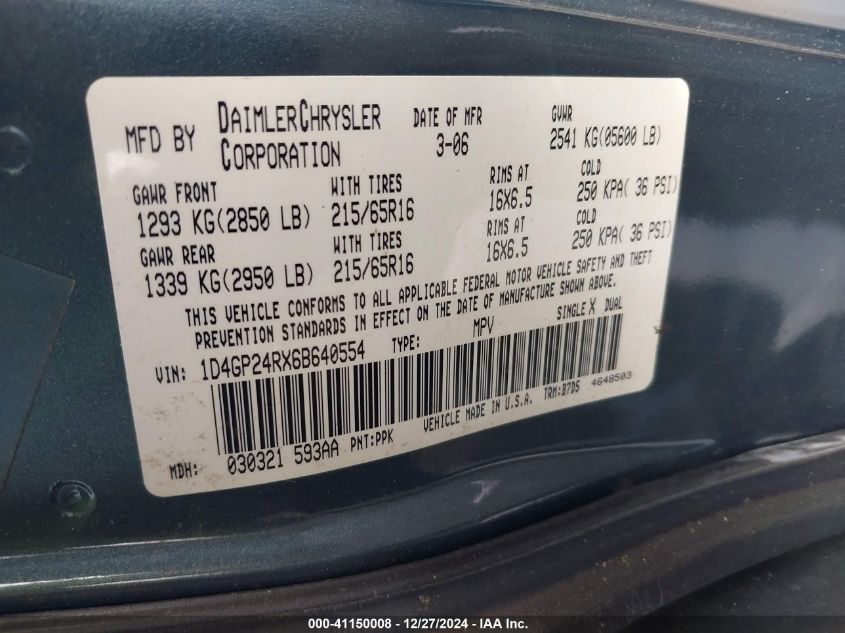 MFD BY DAIMLERCHRYSLER CORPORATION
DATE OF MFR 3-06
GVWR 2541 KG(05600 LB)
GAWR FRONT WITH TIRES RIMS AT COLD
1293 KG(2850 LB) 215/65R16 16X6.5 250 KPA( 36 PSI)
GAWR REAR WITH TIRES RIMS AT COLD
1339 KG(2950 LB) 215/65R16 16X6.5 250 KPA( 36 PSI)
THIS VEHICLE CONFORMS TO ALL APPLICABLE FEDERAL MOTOR VEHICLE SAFETY AND THEFT
PREVENTION STANDARDS IN EFFECT ON THE DATE OF MANUFACTURE SHOWN ABOVE.
VIN: 1D4GP24RX6B640554 TYPE: MPV SINGLE X DUAL
MDH: 030321 593AA PNT:PPK VEHICLE MADE IN U.S.A. TRM:B7D5 4648503
000-41150008 - 12/27/2024 - IAA Inc.